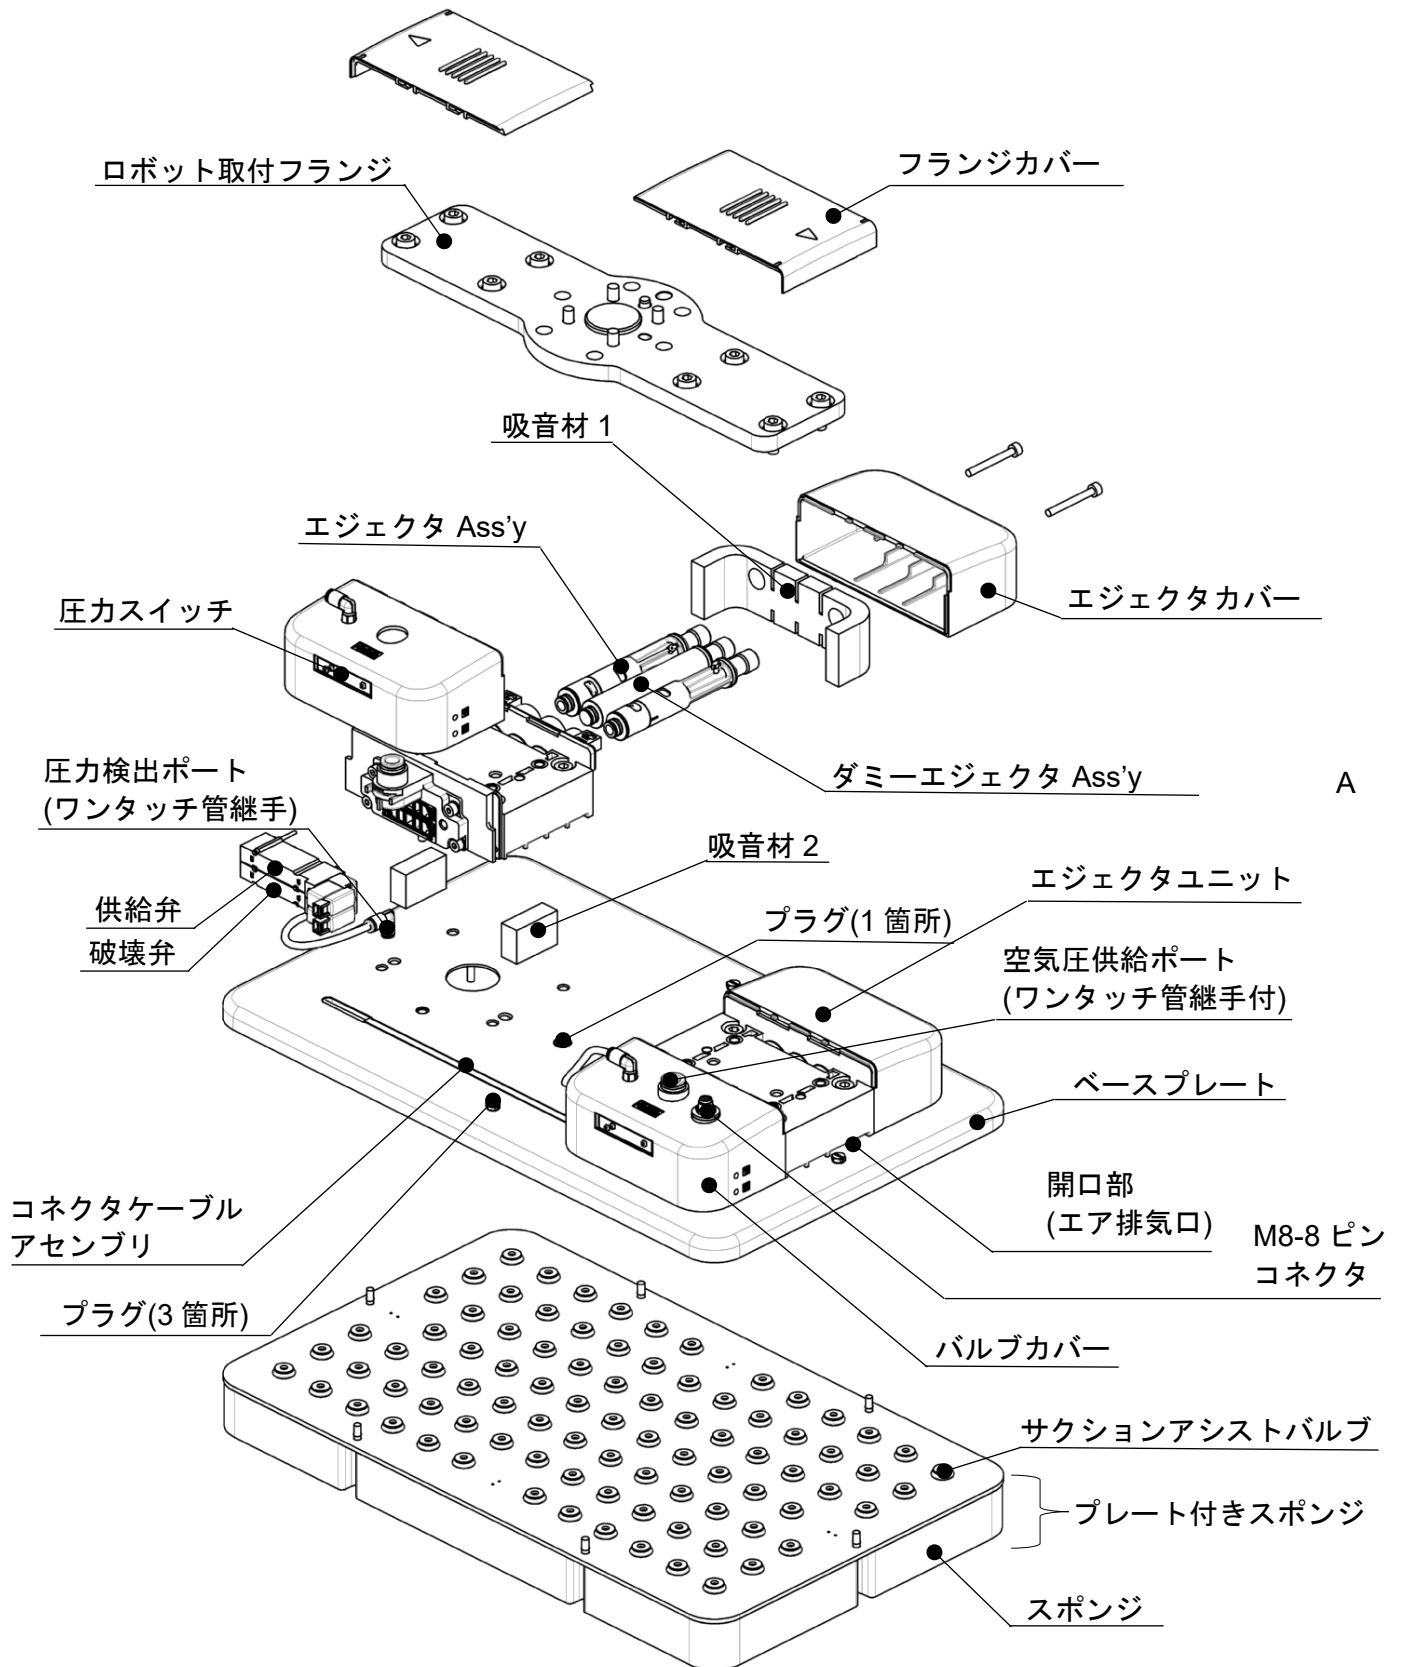 ロボット取付フランジ
フランジカバー
吸音材 1
エジェクタ Ass’y
圧力スイッチ
エジェクタカバー
圧力検出ポート
(ワンタッチ管継手)
ダミーエジェクタ Ass’y
A
吸音材 2
エジェクタユニット
供給弁
プラグ(1 箇所)
破壊弁
空気圧供給ポート
(ワンタッチ管継手付)
ベースプレート
コネクタケーブル
アセンブリ
開口部
(エア排気口)
M8-8 ピン
コネクタ
プラグ(3 箇所)
バルブカバー
サクションアシストバルブ
プレート付きスポンジ
スポンジ